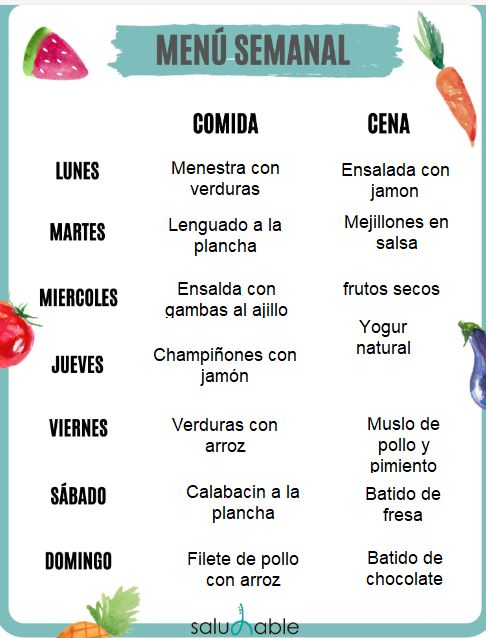 MENÚ SEMANAL
COMIDA CENA
LUNES
Menestra con
verduras
Ensalada con
jamon
MARTES
Lenguado a la
plancha
Mejillones en
salsa
MIERCOLES
Ensalda con
gambas al ajillo
frutos secos
JUEVES
Champiñones con
jamón
Yogur
natural
VIERNES
Verduras con
arroz
Muslo de
pollo y
pimiento
SÁBADO
Calabacin a la
plancha
Batido de
fresa
DOMINGO
Filete de pollo
con arroz
Batido de
chocolate
saludable